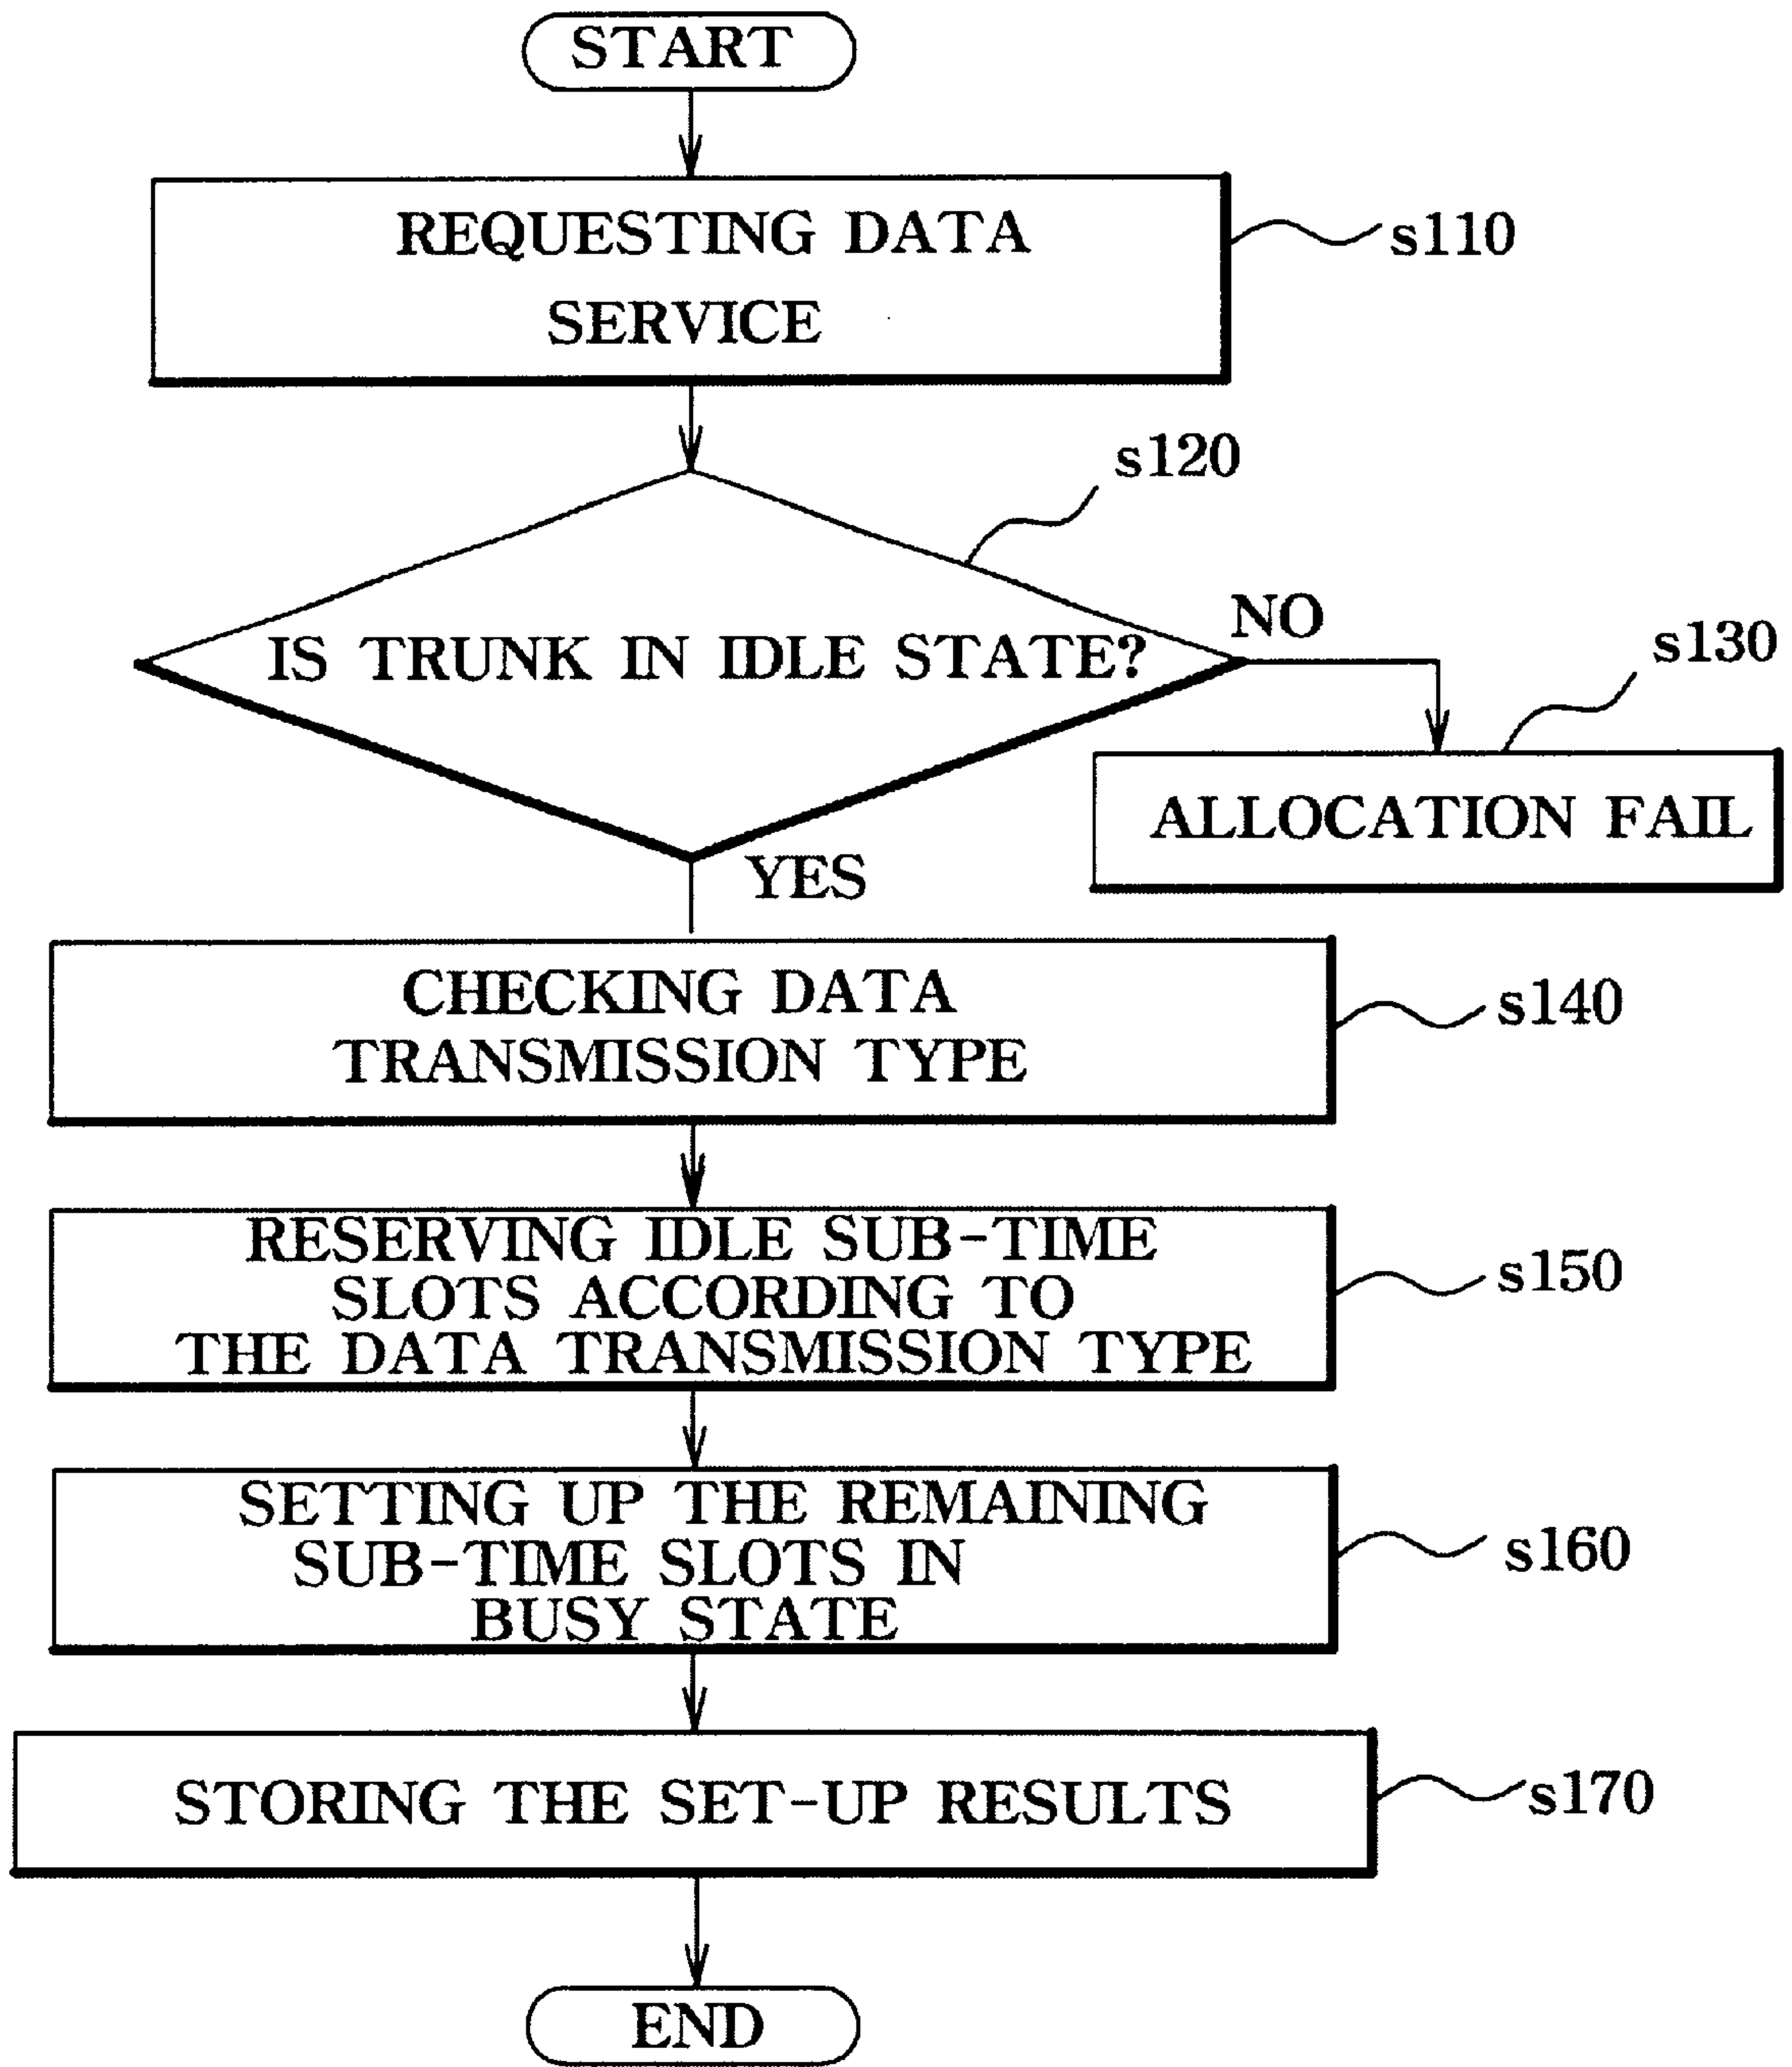 START
REQUESTING DATA
SERVICE
s110
s120
IS TRUNK IN IDLE STATE?
NO
s130
ALLOCATION FAIL
YES
CHECKING DATA
TRANSMISSION TYPE
s140
RESERVING IDLE SUB-TIME
SLOTS ACCORDING TO
THE DATA TRANSMISSION TYPE
s150
SETTING UP THE REMAINING
SUB-TIME SLOTS IN
BUSY STATE
s160
STORING THE SET-UP RESULTS
s170
END